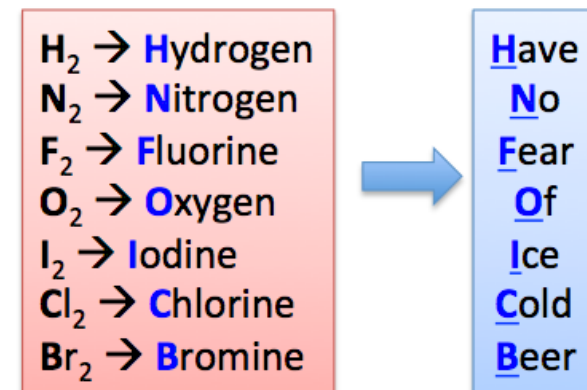 H₂ → Hydrogen
N₂ → Nitrogen
F₂ → Fluorine
O₂ → Oxygen
I₂ → Iodine
Cl₂ → Chlorine
Br₂ → Bromine
Have
No
Fear
Of
Ice
Cold
Beer